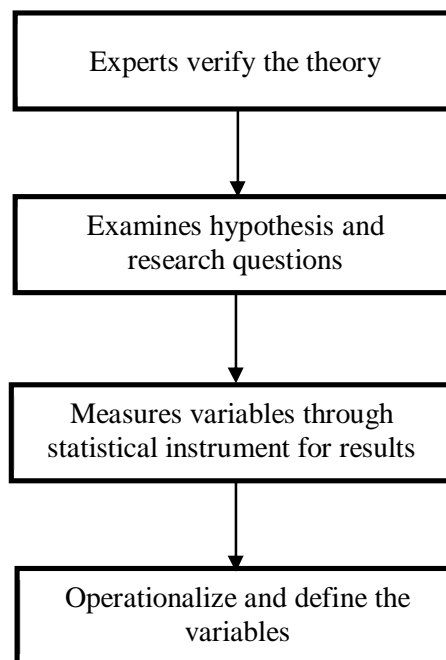 Experts verify the theory
Examines hypothesis and
research questions
Measures variables through
statistical instrument for results
Operationalize and define the
variables